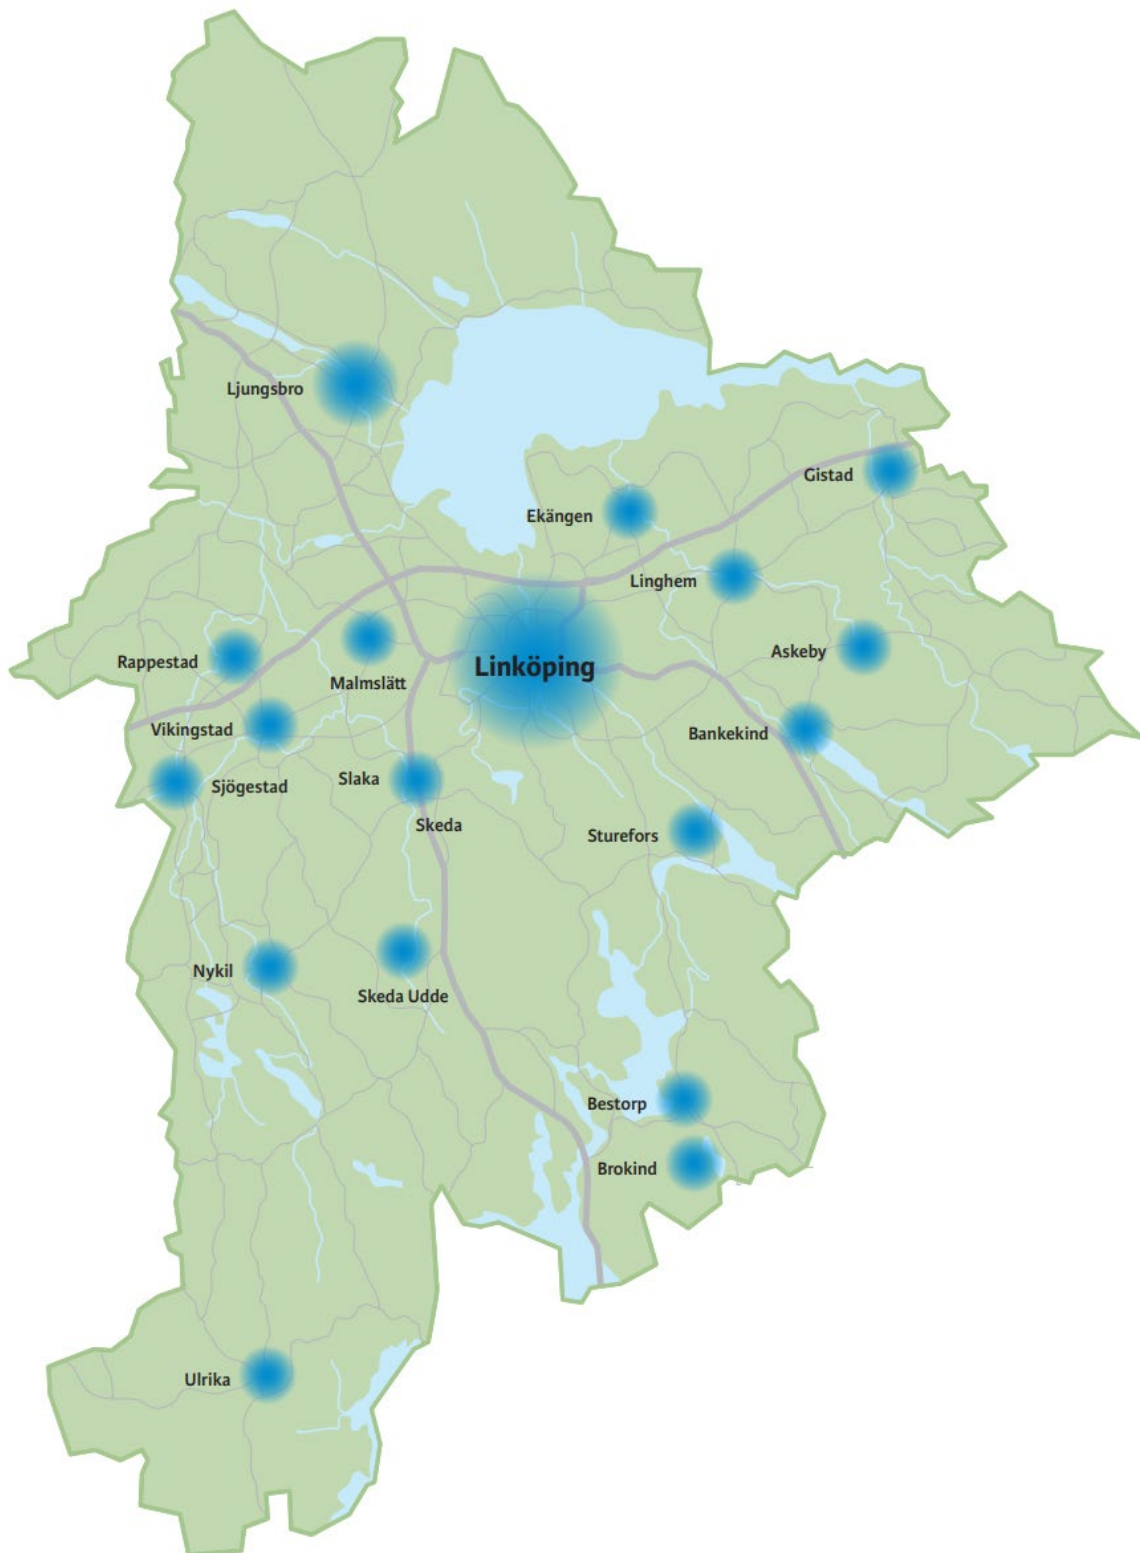 Ljungsbro
Gistad
Ekängen
Linghem
Askeby
Rappestad
Linköping
Malmslätt
Vikingstad
Bankekind
Slaka
Sjögestad
Skeda
Sturefors
Nykil
Skeda Udde
Bestorp
Brokind
Ulrika